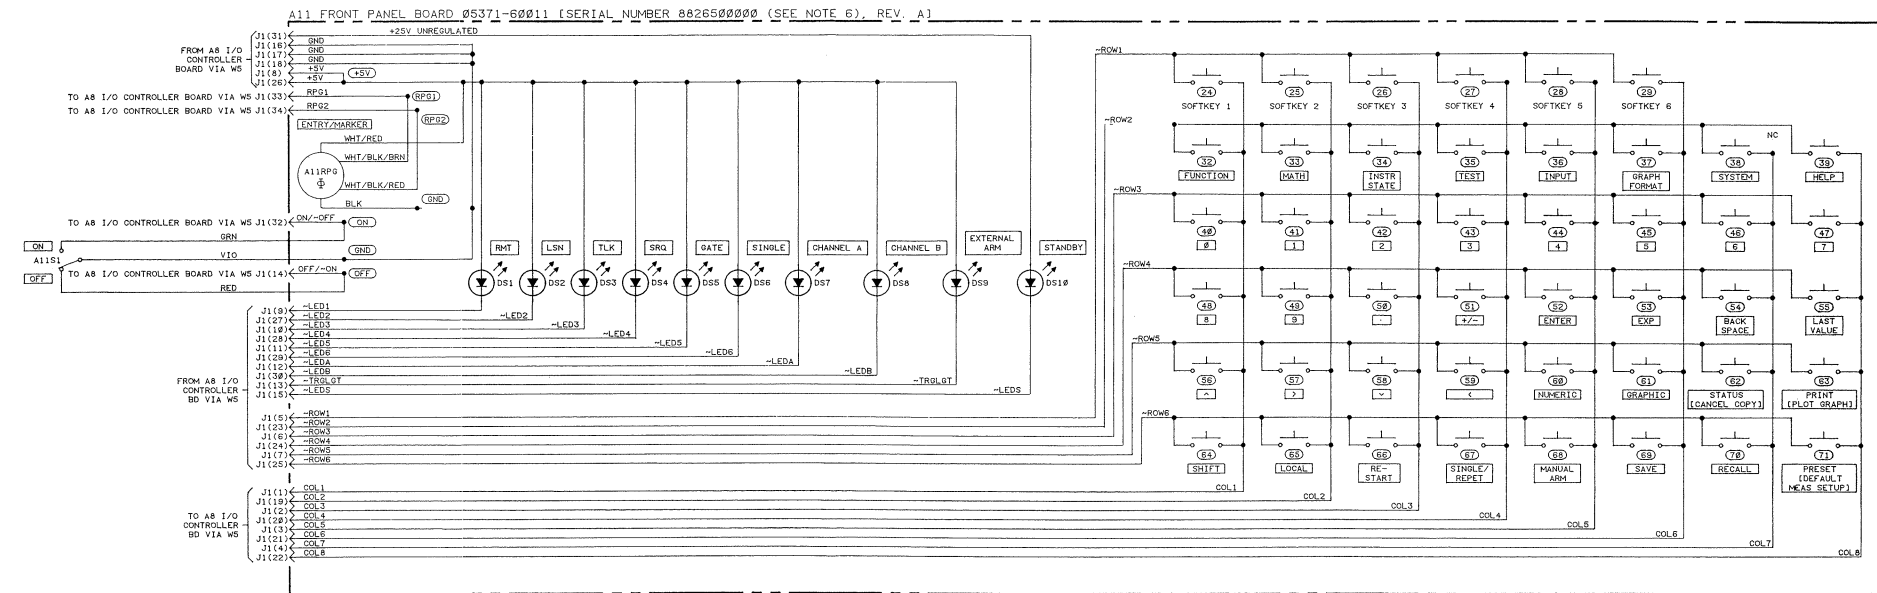 A11 FRONT PANEL BOARD Ø5371-6ØØ11 [SERIAL NUMBER 88265ØØØØØ (SEE NOTE 6), REV. A]
FROM A8 I/O
CONTROLLER
BOARD VIA W5
J1(31) +25V UNREGULATED
J1(16) GND
J1(17) GND
J1(18) GND
J1(8) +5V
J1(26) +5V
+5V
TO A8 I/O CONTROLLER BOARD VIA W5 J1(33) RPG1
RPG1
TO A8 I/O CONTROLLER BOARD VIA W5 J1(34) RPG2
RPG2
ENTRY/MARKER
WHT/RED
WHT/BLK/BRN
A11RPG
Φ
WHT/BLK/RED
BLK
GND
TO A8 I/O CONTROLLER BOARD VIA W5 J1(32) ON/~OFF
ON
GRN
ON
A11S1
VIO
GND
TO A8 I/O CONTROLLER BOARD VIA W5 J1(14) OFF/~ON
OFF
OFF
RED
RMT LSN TLK SRQ GATE SINGLE CHANNEL A CHANNEL B EXTERNAL ARM STANDBY
DS1 DS2 DS3 DS4 DS5 DS6 DS7 DS8 DS9 DS1Ø
FROM A8 I/O
CONTROLLER
BD VIA W5
J1(9) ~LED1
J1(27) ~LED2 ~LED2
J1(1Ø) ~LED3 ~LED3
J1(28) ~LED4 ~LED4
J1(11) ~LED5 ~LED5
J1(29) ~LED6 ~LED6
J1(12) ~LEDA ~LEDA
J1(3Ø) ~LEDB ~LEDB
J1(13) ~TRGLGT ~TRGLGT
J1(15) ~LEDS ~LEDS
J1(5) ~ROW1
J1(23) ~ROW2
J1(6) ~ROW3
J1(24) ~ROW4
J1(7) ~ROW5
J1(25) ~ROW6
TO A8 I/O
CONTROLLER
BD VIA W5
J1(1) COL1 COL1
J1(19) COL2 COL2
J1(2) COL3 COL3
J1(2Ø) COL4 COL4
J1(3) COL5 COL5
J1(21) COL6 COL6
J1(4) COL7 COL7
J1(22) COL8 COL8
~ROW1
24 25 26 27 28 29
SOFTKEY 1 SOFTKEY 2 SOFTKEY 3 SOFTKEY 4 SOFTKEY 5 SOFTKEY 6
~ROW2
NC
32 33 34 35 36 37 38 39
FUNCTION MATH INSTR STATE TEST INPUT GRAPH FORMAT SYSTEM HELP
~ROW3
4Ø 41 42 43 44 45 46 47
Ø 1 2 3 4 5 6 7
~ROW4
48 49 5Ø 51 52 53 54 55
8 9 . +/- ENTER EXP BACK SPACE LAST VALUE
~ROW5
56 57 58 59 6Ø 61 62 63
^ > v < NUMERIC GRAPHIC STATUS [CANCEL COPY] PRINT [PLOT GRAPH]
~ROW6
64 65 66 67 68 69 7Ø 71
SHIFT LOCAL RE-START SINGLE/REPET MANUAL ARM SAVE RECALL PRESET [DEFAULT MEAS SETUP]